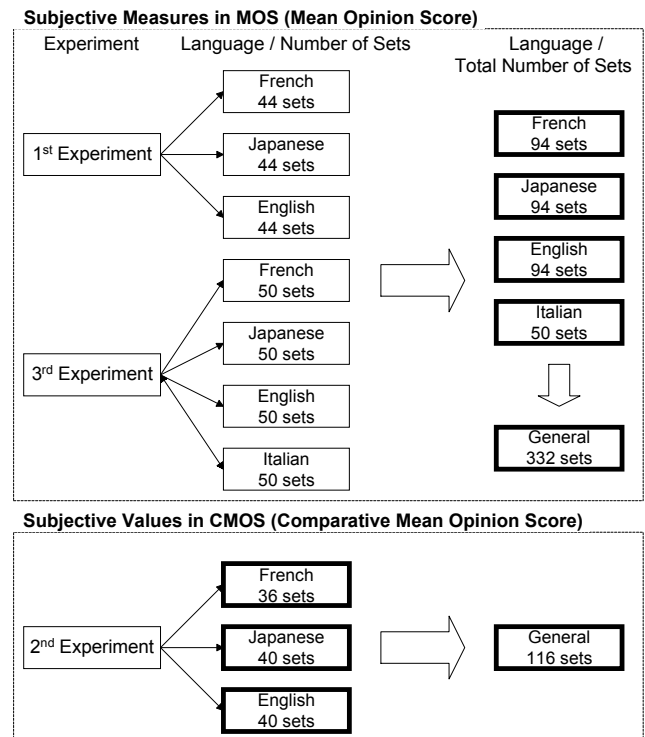 Subjective Measures in MOS (Mean Opinion Score)
Experiment
Language / Number of Sets
Language /
Total Number of Sets
1st Experiment
French
44 sets
Japanese
44 sets
English
44 sets
3rd Experiment
French
50 sets
Japanese
50 sets
English
50 sets
Italian
50 sets
French
94 sets
Japanese
94 sets
English
94 sets
Italian
50 sets
General
332 sets
Subjective Values in CMOS (Comparative Mean Opinion Score)
2nd Experiment
French
36 sets
Japanese
40 sets
English
40 sets
General
116 sets